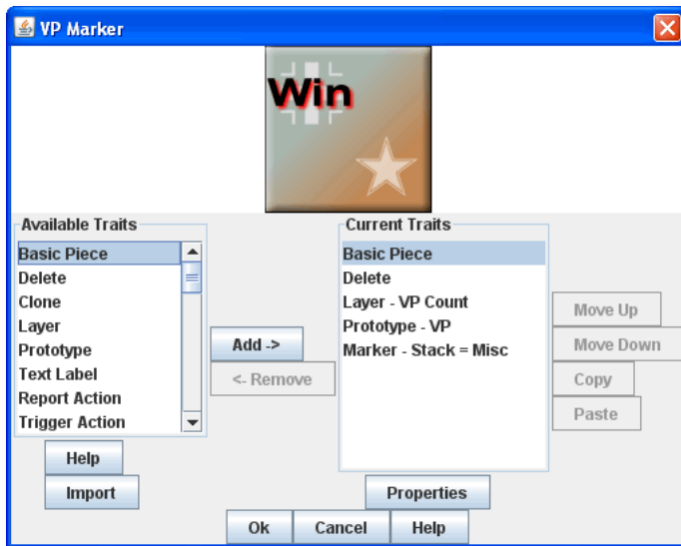 VP Marker
Win
Available Traits
Basic Piece
Delete
Clone
Layer
Prototype
Text Label
Report Action
Trigger Action
Add ->
<- Remove
Current Traits
Basic Piece
Delete
Layer - VP Count
Prototype - VP
Marker - Stack = Misc
Move Up
Move Down
Copy
Paste
Help
Import
Properties
Ok
Cancel
Help